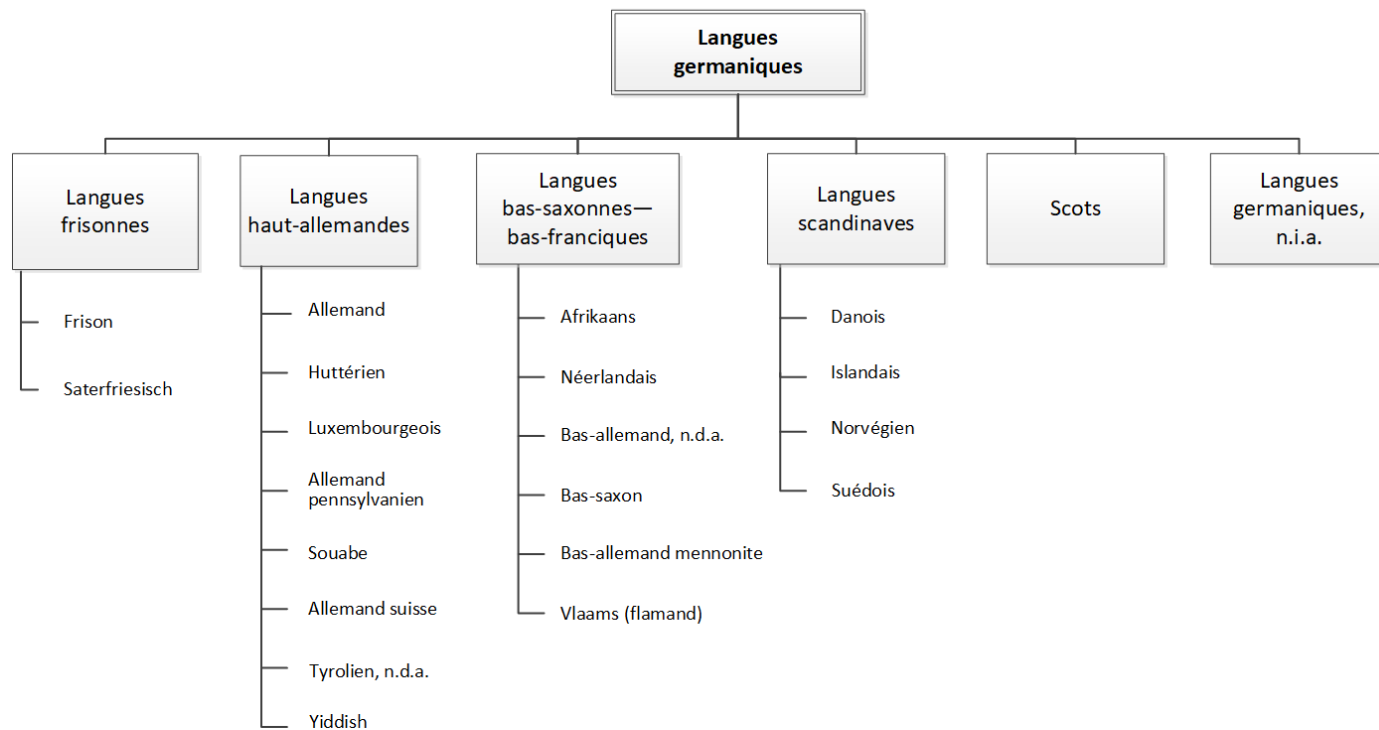 Langues
germaniques
Langues
frisonnes
Langues
haut-allemandes
Langues
bas-saxonnes—
bas-franciques
Langues
scandinaves
Scots
Langues
germaniques,
n.i.a.
Frison
Saterfriesisch
Allemand
Huttérien
Luxembourgeois
Allemand
pennsylvanien
Souabe
Allemand suisse
Tyrolien, n.d.a.
Yiddish
Afrikaans
Néerlandais
Bas-allemand, n.d.a.
Bas-saxon
Bas-allemand mennonite
Vlaams (flamand)
Danois
Islandais
Norvégien
Suédois